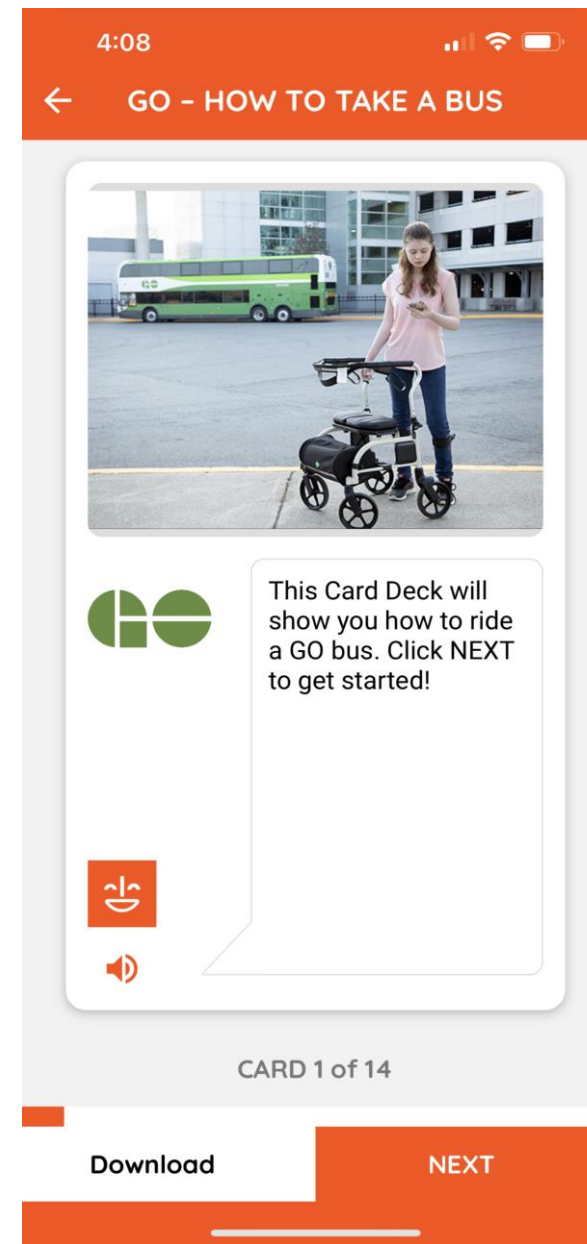 4:08
GO – HOW TO TAKE A BUS
GO
GO
This Card Deck will
show you how to ride
a GO bus. Click NEXT
to get started!
CARD 1 of 14
Download
NEXT